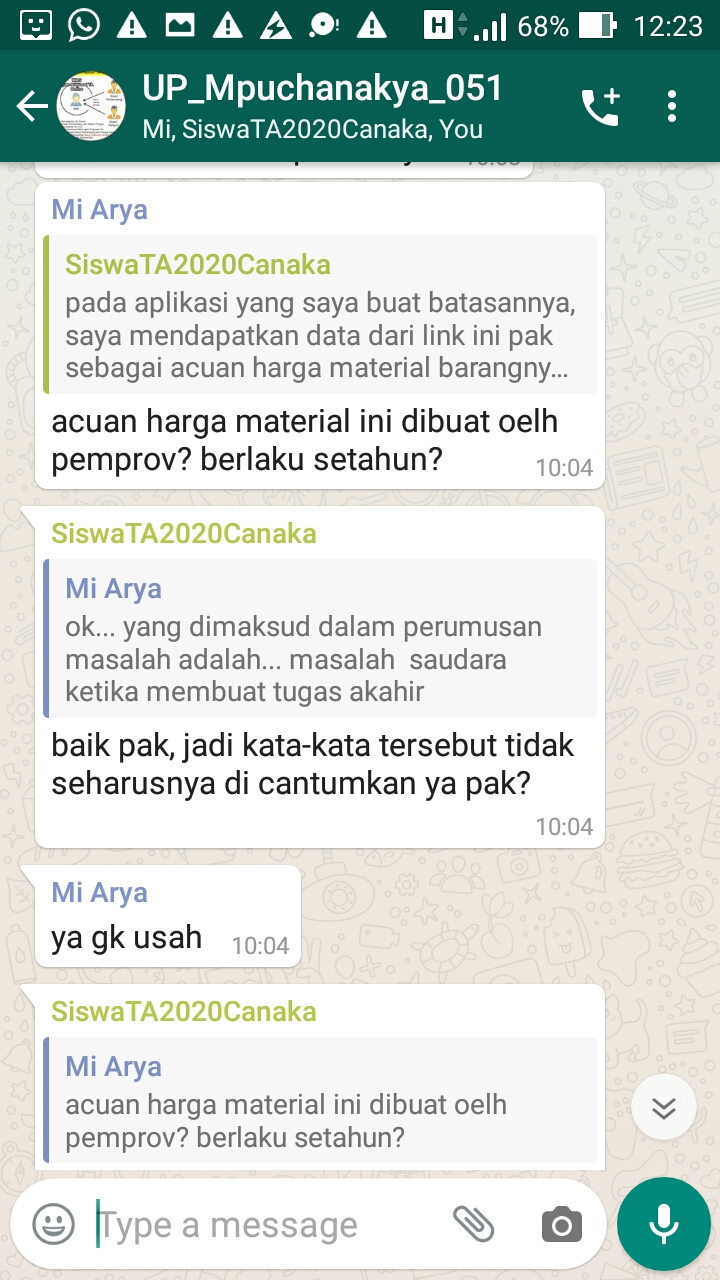 H 68% 12:23
UP_Mpuchanakya_051
Mi, SiswaTA2020Canaka, You
Mi Arya
SiswaTA2020Canaka
pada aplikasi yang saya buat batasannya,
saya mendapatkan data dari link ini pak
sebagai acuan harga material barangny...
acuan harga material ini dibuat oelh
pemprov? berlaku setahun?
10:04
SiswaTA2020Canaka
Mi Arya
ok... yang dimaksud dalam perumusan
masalah adalah... masalah  saudara
ketika membuat tugas akahir
baik pak, jadi kata-kata tersebut tidak
seharusnya di cantumkan ya pak?
10:04
Mi Arya
ya gk usah 10:04
SiswaTA2020Canaka
Mi Arya
acuan harga material ini dibuat oelh
pemprov? berlaku setahun?
Type a message